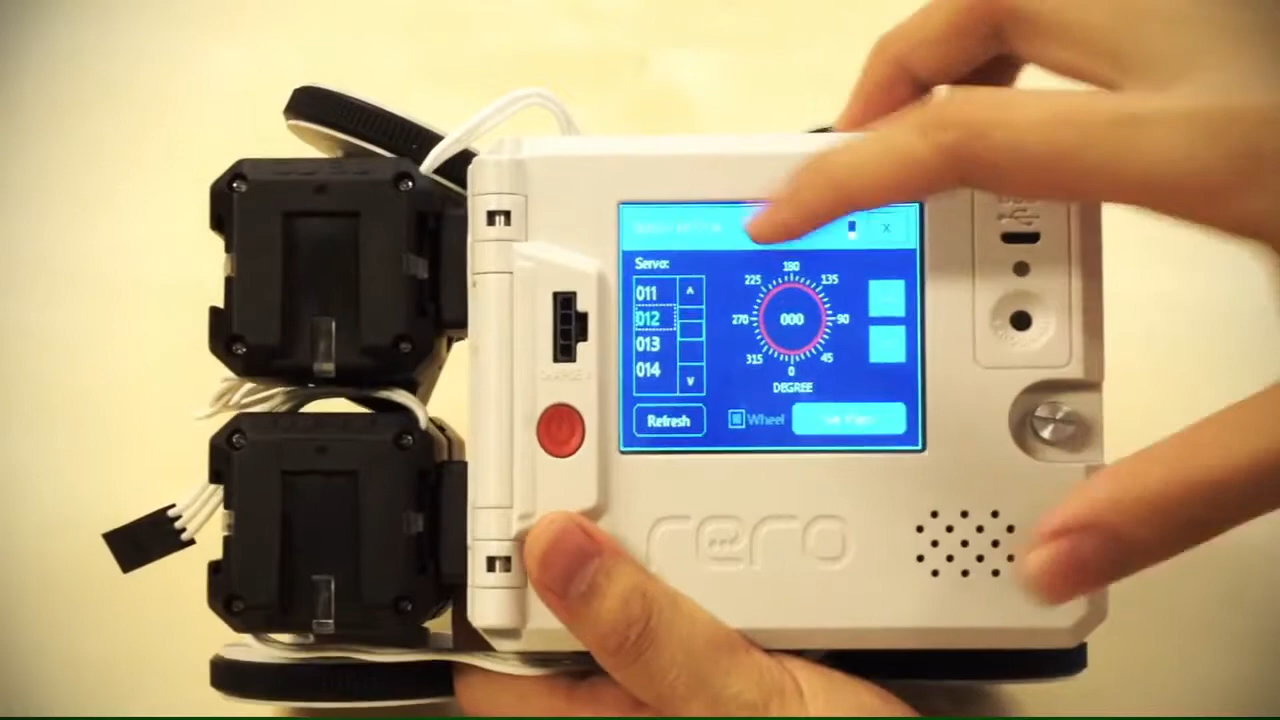 Servo:
011
012
013
014
Refresh
180
225
135
270
000
90
315
45
0
DEGREE
Wheel
X
rero